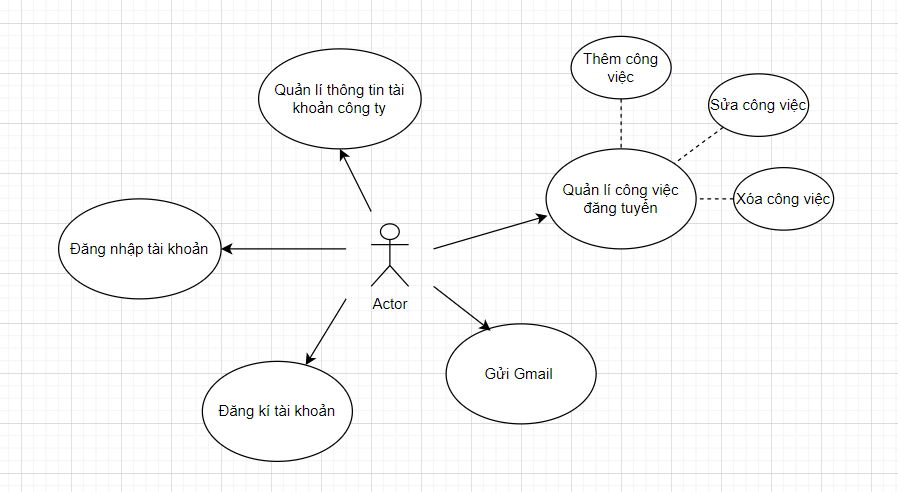 Thêm công
việc
Quản lí thông tin tài
khoản công ty
Sửa công việc
Quản lí công việc
đăng tuyển
Xóa công việc
Đăng nhập tài khoản
Actor
Gửi Gmail
Đăng kí tài khoản